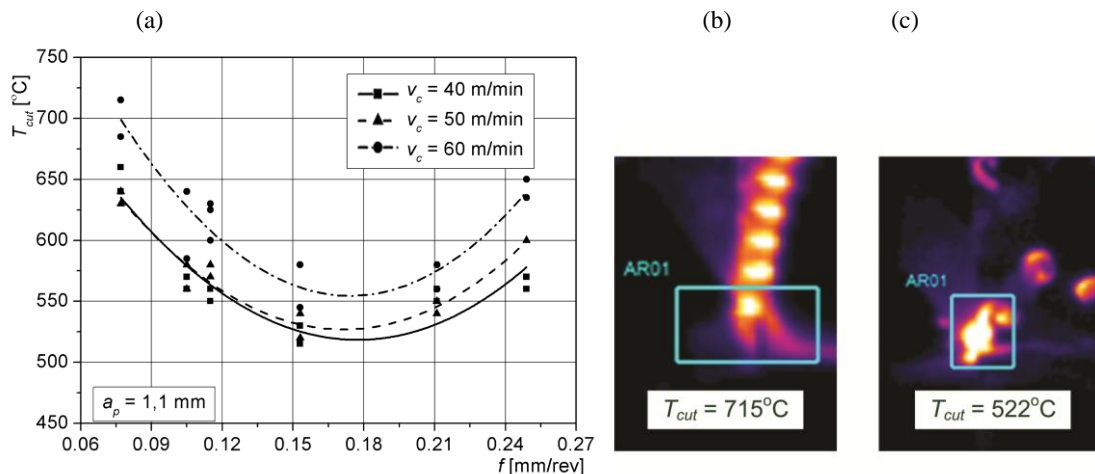 (a)
750
700
650
600
550
500
450
T_cut [°C]
v_c = 40 m/min
v_c = 50 m/min
v_c = 60 m/min
a_p = 1,1 mm
0.06 0.09 0.12 0.15 0.18 0.21 0.24 0.27
f [mm/rev]
(b)
AR01
T_cut = 715°C
(c)
AR01
T_cut = 522°C